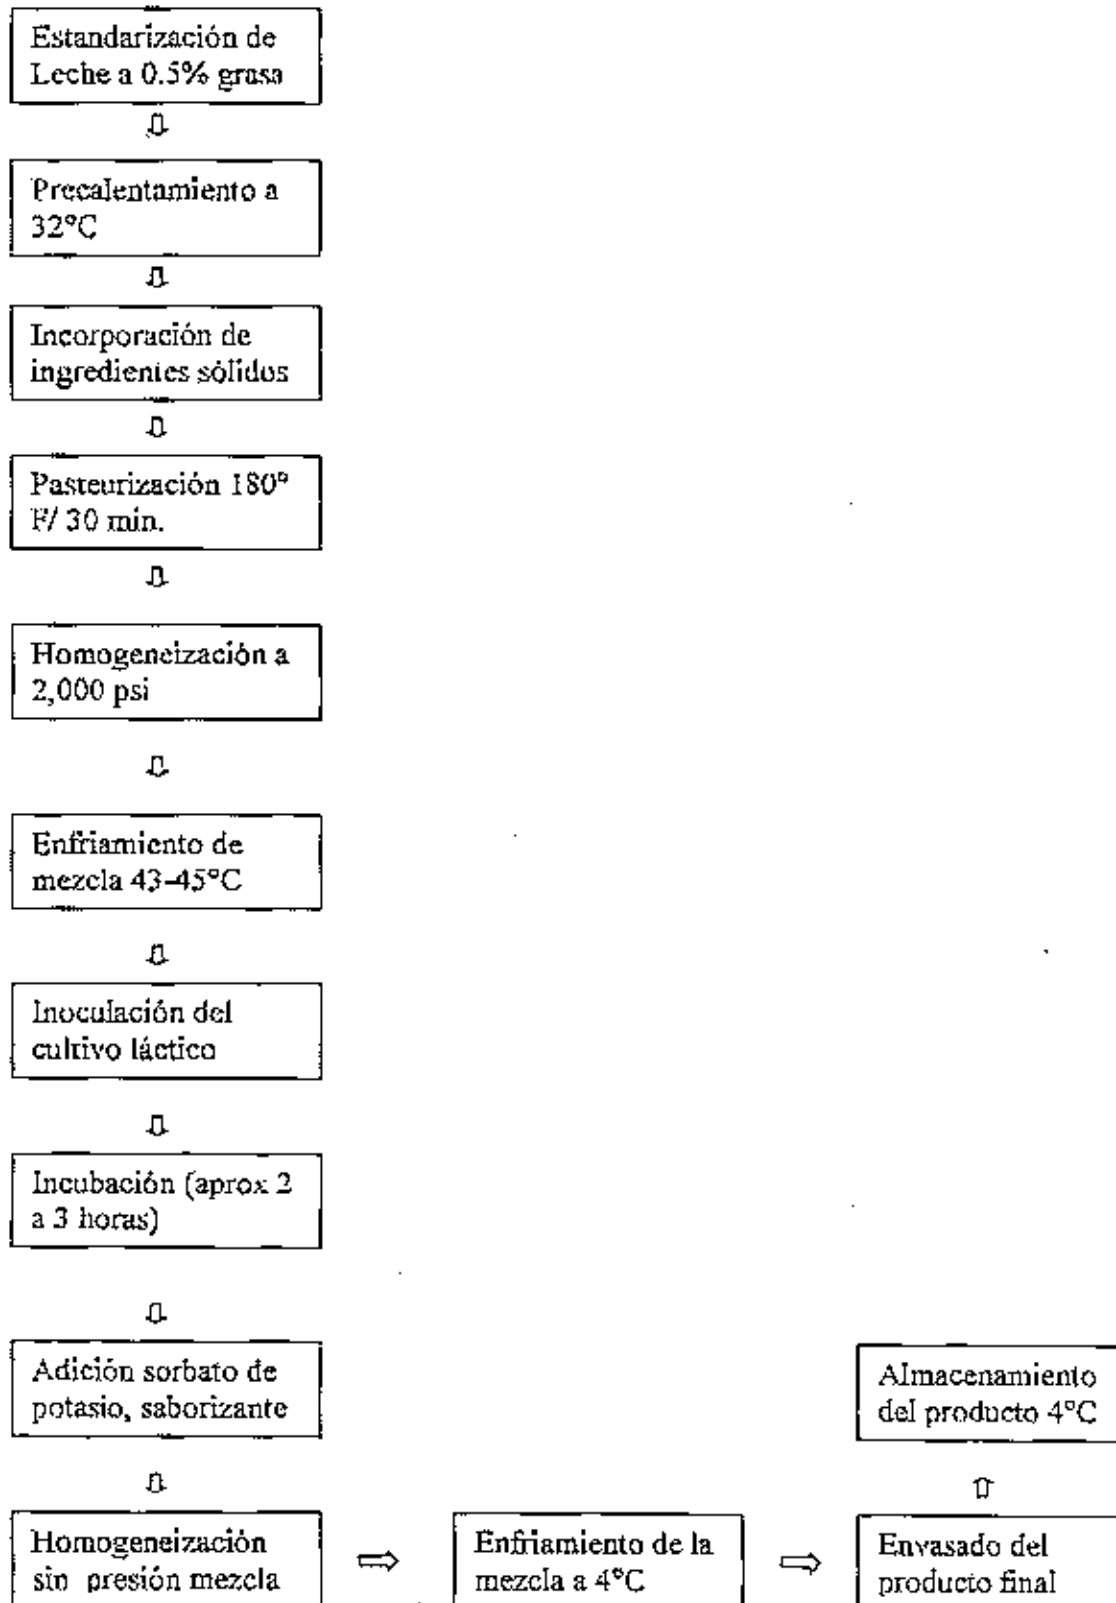 Estandarización de
Leche a 0.5% grasa
Precalentamiento a
32°C
Incorporación de
ingredientes sólidos
Pasteurización 180°
F/ 30 min.
Homogeneización a
2,000 psi
Enfriamiento de
mezcla 43-45°C
Inoculación del
cultivo láctico
Incubación (aprox 2
a 3 horas)
Adición sorbato de
potasio, saborizante
Homogeneización
sin presión mezcla
Enfriamiento de la
mezcla a 4°C
Envasado del
producto final
Almacenamiento
del producto 4°C